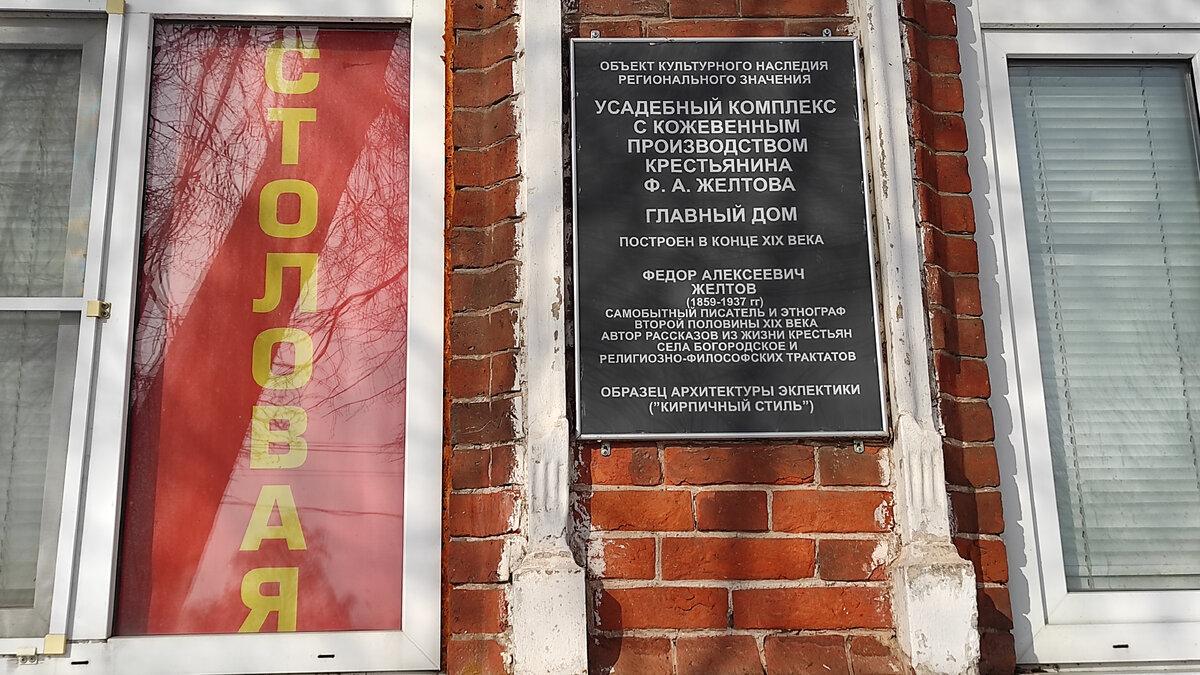 СТОЛОВАЯ
ОБЪЕКТ КУЛЬТУРНОГО НАСЛЕДИЯ
РЕГИОНАЛЬНОГО ЗНАЧЕНИЯ
УСАДЕБНЫЙ КОМПЛЕКС
С КОЖЕВЕННЫМ
ПРОИЗВОДСТВОМ
КРЕСТЬЯНИНА
Ф. А. ЖЕЛТОВА
ГЛАВНЫЙ ДОМ
ПОСТРОЕН В КОНЦЕ XIX ВЕКА
ФЕДОР АЛЕКСЕЕВИЧ
ЖЕЛТОВ
(1859-1937 гг)
САМОБЫТНЫЙ ПИСАТЕЛЬ И ЭТНОГРАФ
ВТОРОЙ ПОЛОВИНЫ XIX ВЕКА
АВТОР РАССКАЗОВ ИЗ ЖИЗНИ КРЕСТЬЯН
СЕЛА БОГОРОДСКОЕ И
РЕЛИГИОЗНО-ФИЛОСОФСКИХ ТРАКТАТОВ
ОБРАЗЕЦ АРХИТЕКТУРЫ ЭКЛЕКТИКИ
("КИРПИЧНЫЙ СТИЛЬ")